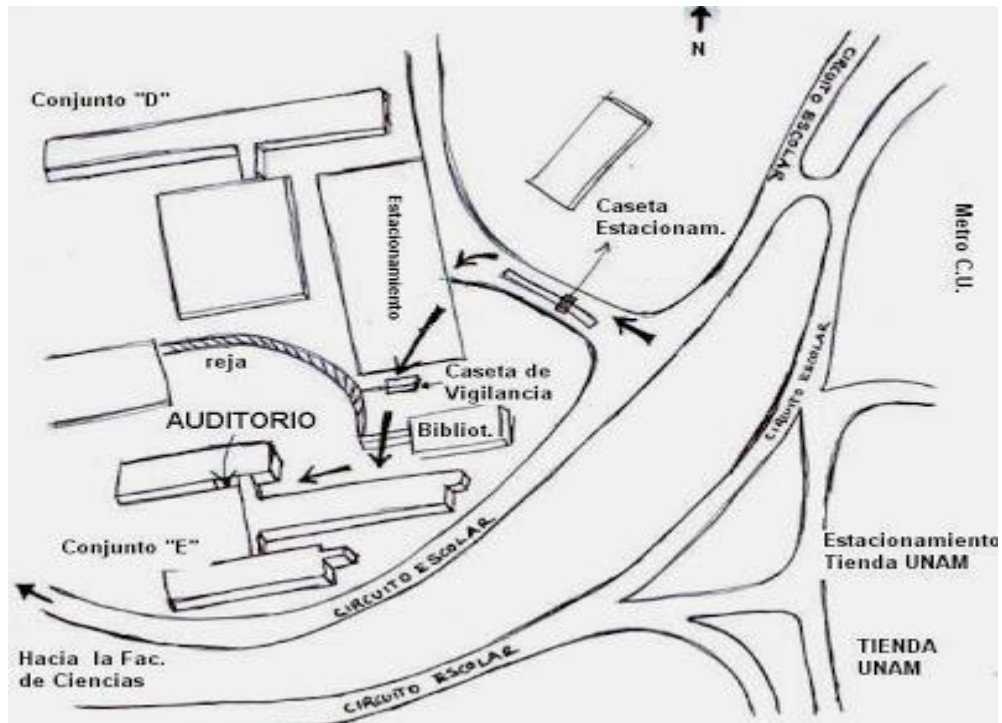 N
Conjunto "D"
CIRCUITO ESCOLAR
Caseta
Estacionam.
Estacionamiento
Metro C.U.
reja
Caseta de
Vigilancia
CIRCUITO ESCOLAR
AUDITORIO
Bibliot.
Conjunto "E"
CIRCUITO ESCOLAR
Estacionamiento
Tienda UNAM
Hacia la Fac.
de Ciencias
CIRCUITO ESCOLAR
TIENDA
UNAM